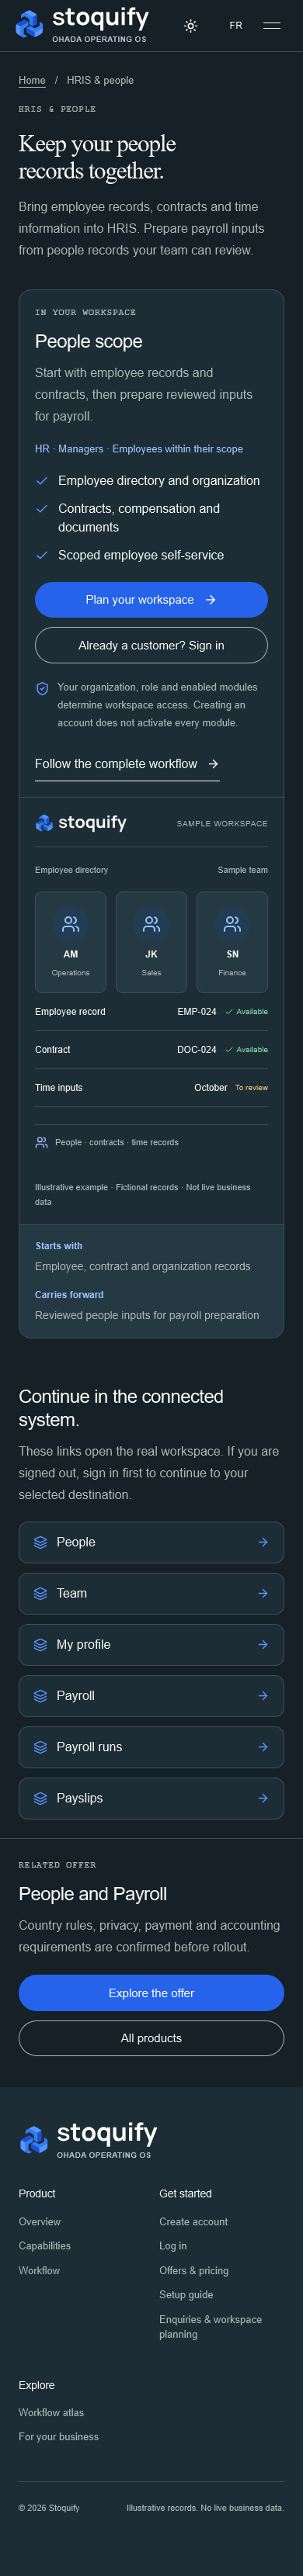 stoquify
OHADA OPERATING OS
FR
Home / HRIS & people
HRIS & PEOPLE
Keep your people
records together.
Bring employee records, contracts and time
information into HRIS. Prepare payroll inputs
from people records your team can review.
IN YOUR WORKSPACE
People scope
Start with employee records and
contracts, then prepare reviewed inputs
for payroll.
HR · Managers · Employees within their scope
Employee directory and organization
Contracts, compensation and
documents
Scoped employee self-service
Plan your workspace
Already a customer? Sign in
Your organization, role and enabled modules
determine workspace access. Creating an
account does not activate every module.
Follow the complete workflow
stoquify SAMPLE WORKSPACE
Employee directory Sample team
AM JK SN
Operations Sales Finance
Employee record EMP-024 Available
Contract DOC-024 Available
Time inputs October To review
People · contracts · time records
Illustrative example · Fictional records · Not live business
data
Starts with
Employee, contract and organization records
Carries forward
Reviewed people inputs for payroll preparation
Continue in the connected
system.
These links open the real workspace. If you are
signed out, sign in first to continue to your
selected destination.
People
Team
My profile
Payroll
Payroll runs
Payslips
RELATED OFFER
People and Payroll
Country rules, privacy, payment and accounting
requirements are confirmed before rollout.
Explore the offer
All products
stoquify
OHADA OPERATING OS
Product
Overview
Capabilities
Workflow
Get started
Create account
Log in
Offers & pricing
Setup guide
Enquiries & workspace
planning
Explore
Workflow atlas
For your business
© 2026 Stoquify Illustrative records. No live business data.